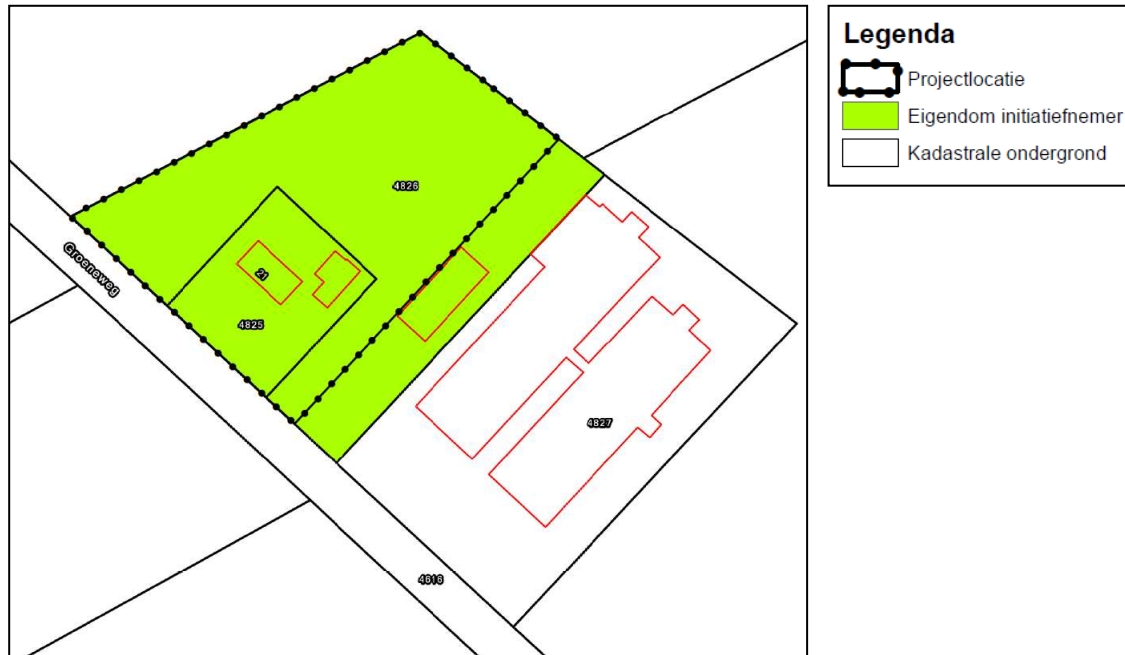 4826
Groeneweg
21
4825
4827
4616
Legenda
Projectlocatie
Eigendom initiatiefnemer
Kadastrale ondergrond